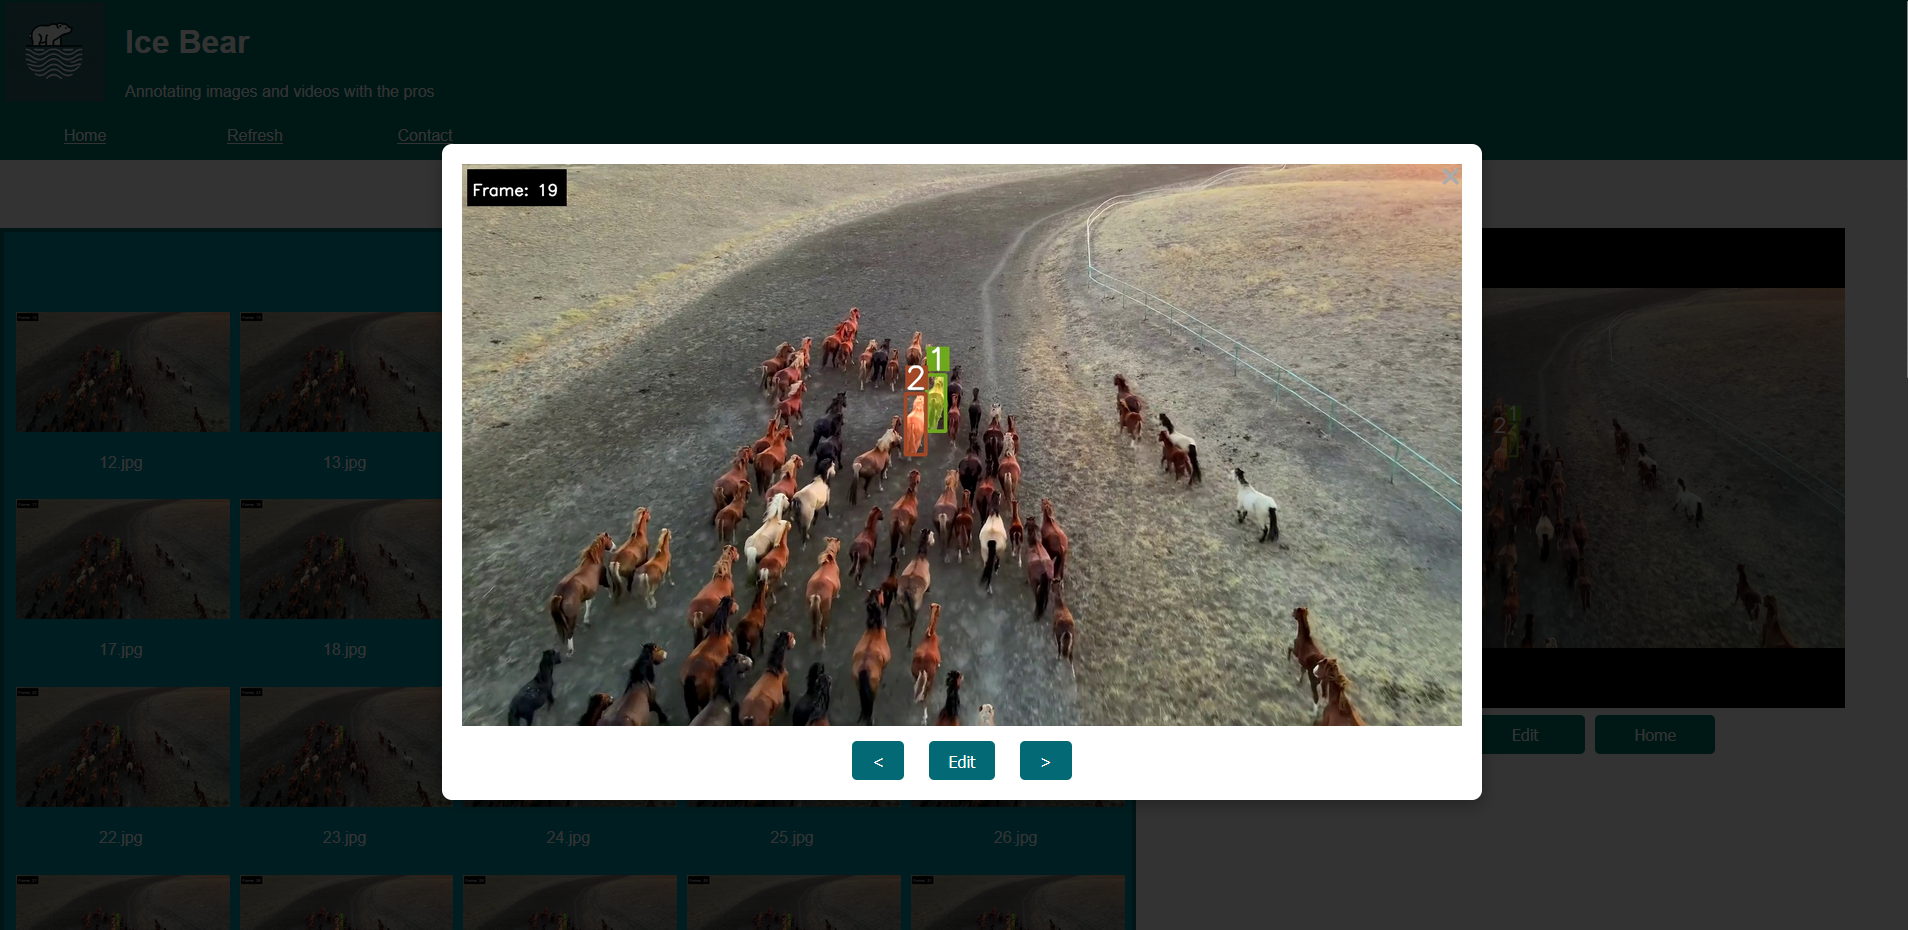 Ice Bear
Annotating images and videos with the pros
Home Refresh Contact
Frame: 19
1
2
1
2
12.jpg 13.jpg
17.jpg 18.jpg
< Edit >
Edit Home
22.jpg 23.jpg 24.jpg 25.jpg 26.jpg